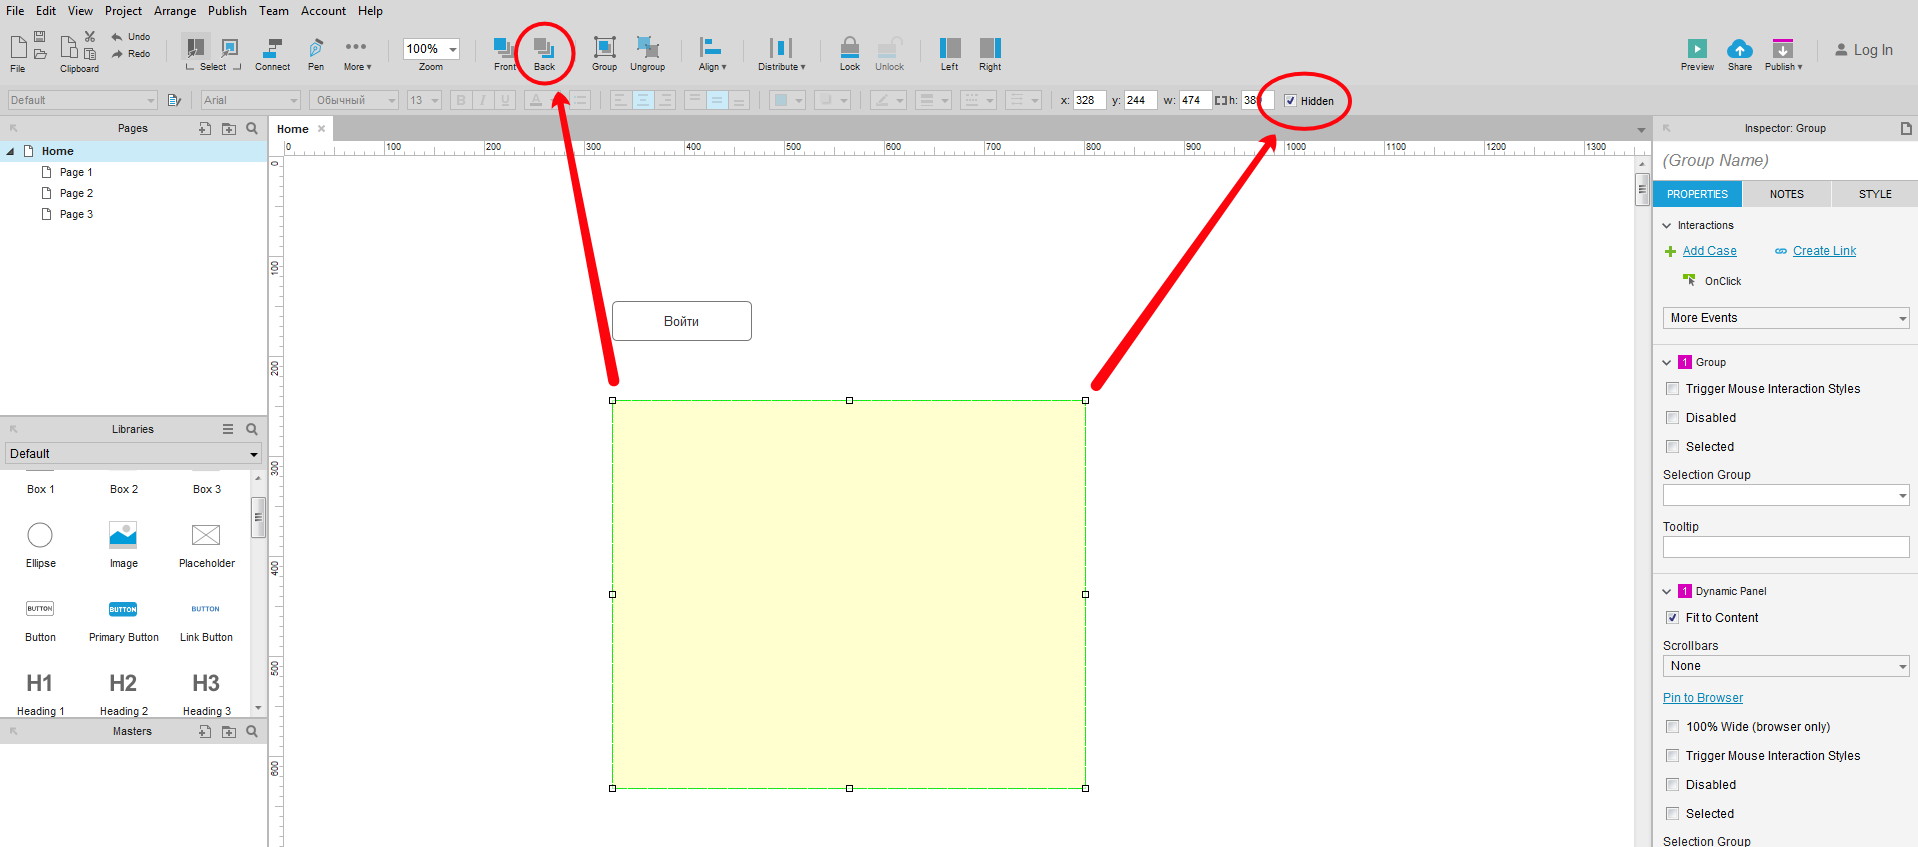 File Edit View Project Arrange Publish Team Account Help
Undo
Redo
File Clipboard Select Connect Pen More ▾ 100% Zoom Front Back Group Ungroup Align ▾ Distribute ▾ Lock Unlock Left Right Preview Share Publish ▾ Log In
Default Arial Обычный 13 B I U A x: 328 y: 244 w: 474 h: Hidden
Pages
Home
Page 1
Page 2
Page 3
Libraries
Default
Box 1 Box 2 Box 3
Ellipse Image Placeholder
BUTTON BUTTON BUTTON
Button Primary Button Link Button
H1 H2 H3
Heading 1 Heading 2 Heading 3
Masters
Home
0 100 200 300 400 500 600 700 800 900 1000 1100 1200 1300
0
100
200
300
400
500
600
Войти
Inspector: Group
(Group Name)
PROPERTIES NOTES STYLE
Interactions
Add Case Create Link
OnClick
More Events
1 Group
Trigger Mouse Interaction Styles
Disabled
Selected
Selection Group
Tooltip
1 Dynamic Panel
Fit to Content
Scrollbars
None
Pin to Browser
100% Wide (browser only)
Trigger Mouse Interaction Styles
Disabled
Selected
Selection Group